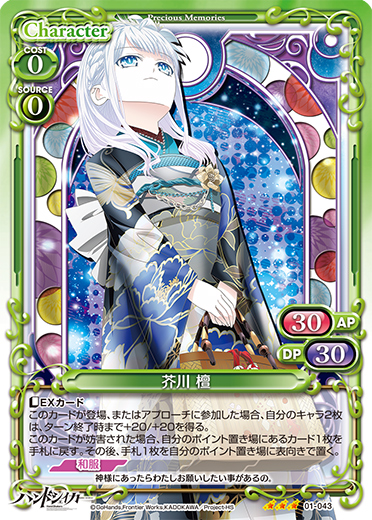 Precious Memories
Character
COST
0
SOURCE
0
30 AP
DP 30
芥川 檀
EXカード
このカードが登場、またはアプローチに参加した場合、自分のキャラ2枚
は、ターン終了時まで+20/+20を得る。
このカードが妨害された場合、自分のポイント置き場にあるカード1枚を
手札に戻す。その後、手札1枚を自分のポイント置き場に表向きで置く。
和服
神様にあったらわたしお願いしたい事があるの、
ハンドシェイカー
©GoHands,Frontier Works,KADOKAWA/Project-HS
01-043